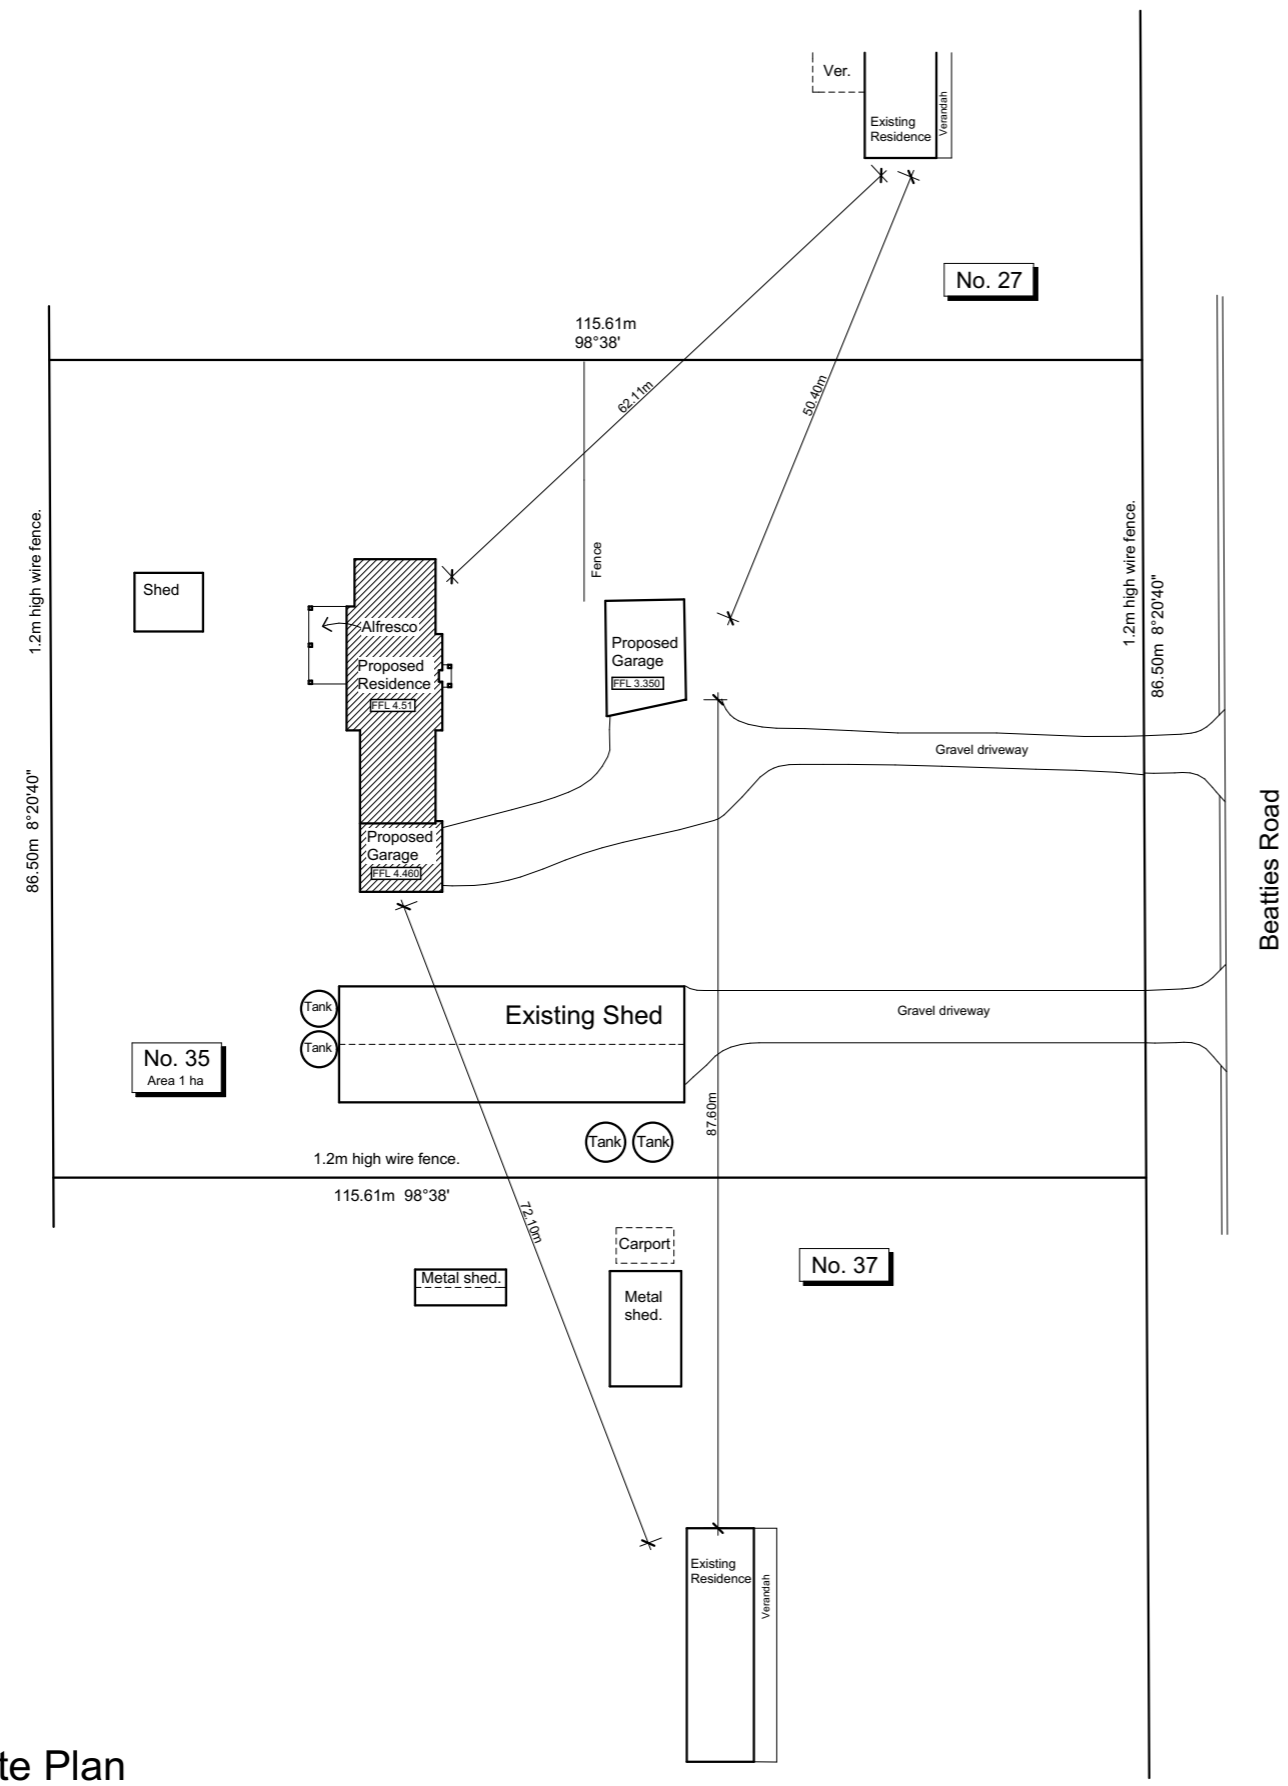 Ver.
Existing
Residence
Verandah
No. 27
115.61m
98°38'
62.11m
50.40m
1.2m high wire fence.
86.50m 8°20'40"
Shed
Fence
Alfresco
Proposed
Residence
FFL 4.51
Proposed
Garage
FFL 3.350
1.2m high wire fence.
86.50m 8°20'40"
Gravel driveway
Beatties Road
Proposed
Garage
FFL 4.460
Tank
Tank
Existing Shed
Gravel driveway
No. 35
Area 1 ha
87.60m
Tank
Tank
1.2m high wire fence.
115.61m 98°38'
72.10m
Carport
No. 37
Metal shed.
Metal
shed.
Existing
Residence
Verandah
te Plan